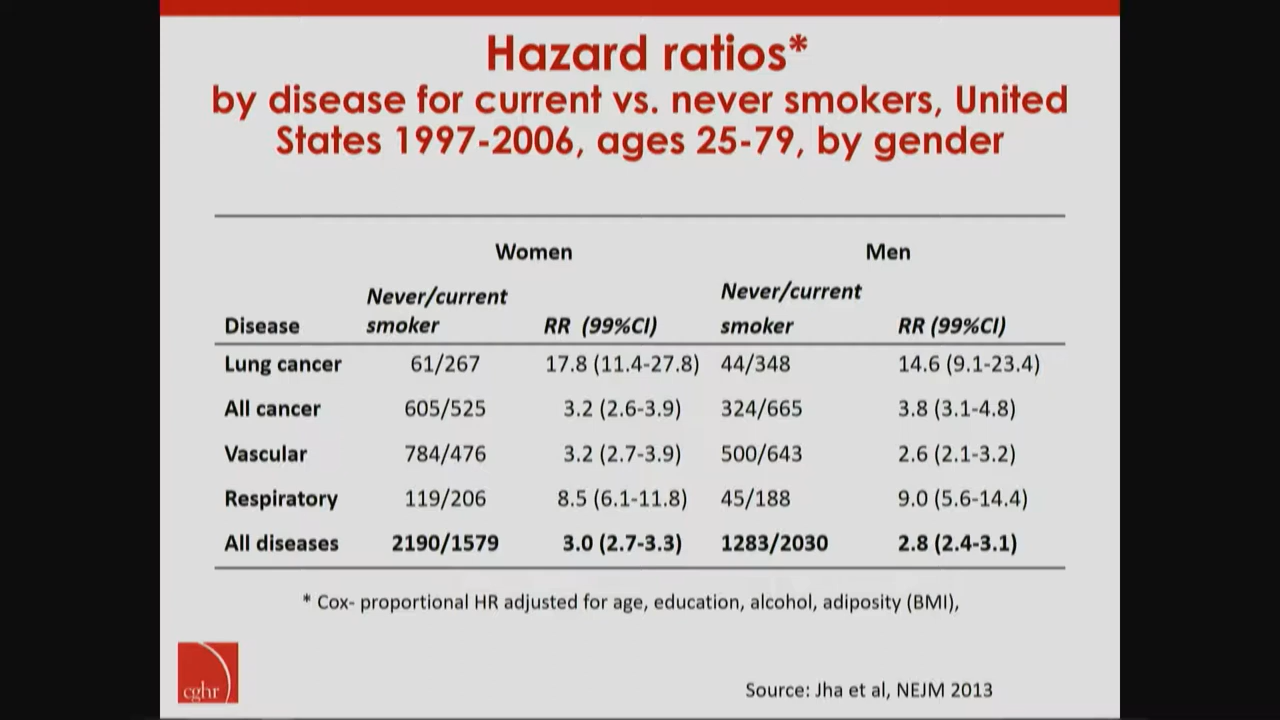 Hazard ratios*
by disease for current vs. never smokers, United
States 1997-2006, ages 25-79, by gender
Women Men
Never/current Never/current
Disease smoker RR (99%CI) smoker RR (99%CI)
Lung cancer 61/267 17.8 (11.4-27.8) 44/348 14.6 (9.1-23.4)
All cancer 605/525 3.2 (2.6-3.9) 324/665 3.8 (3.1-4.8)
Vascular 784/476 3.2 (2.7-3.9) 500/643 2.6 (2.1-3.2)
Respiratory 119/206 8.5 (6.1-11.8) 45/188 9.0 (5.6-14.4)
All diseases 2190/1579 3.0 (2.7-3.3) 1283/2030 2.8 (2.4-3.1)
* Cox- proportional HR adjusted for age, education, alcohol, adiposity (BMI),
cghr
Source: Jha et al, NEJM 2013